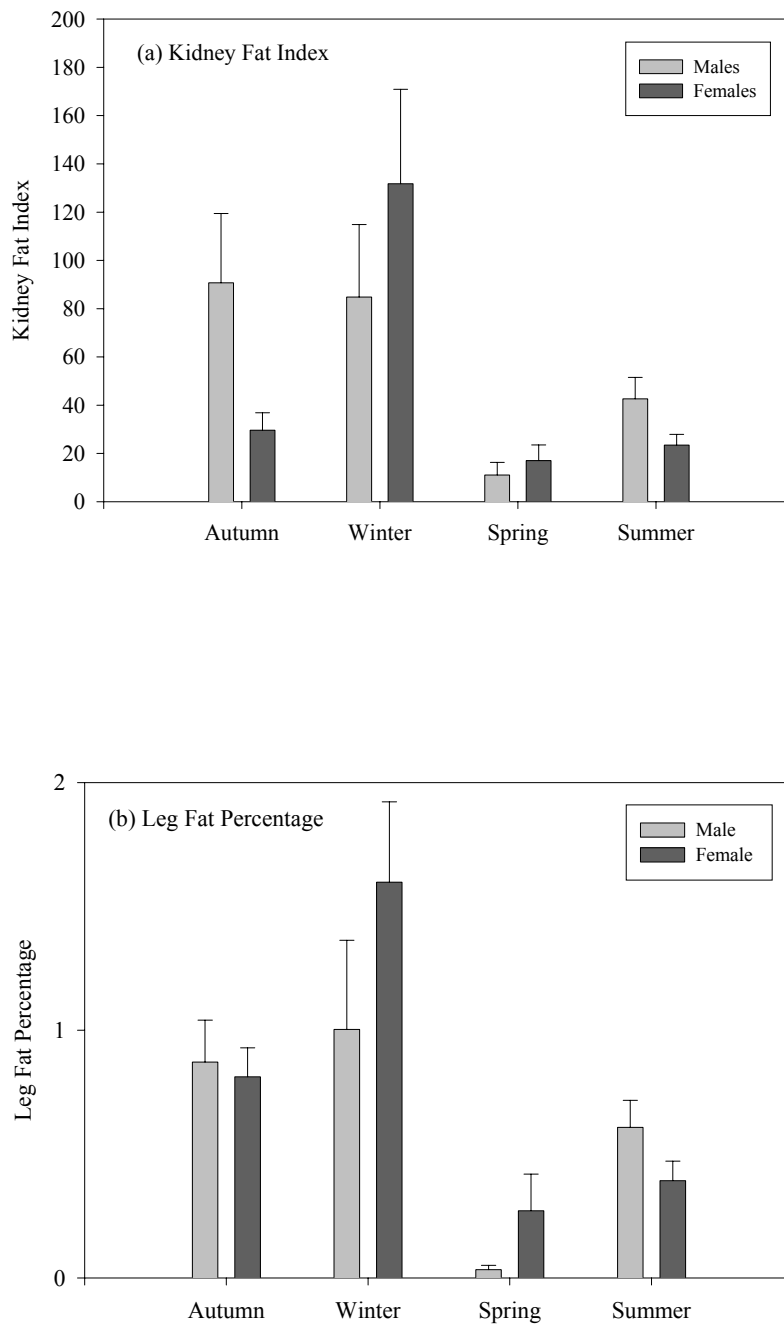 (a) Kidney Fat Index
Males
Females
Kidney Fat Index
200
180
160
140
120
100
80
60
40
20
0
Autumn Winter Spring Summer
(b) Leg Fat Percentage
Male
Female
Leg Fat Percentage
2
1
0
Autumn Winter Spring Summer